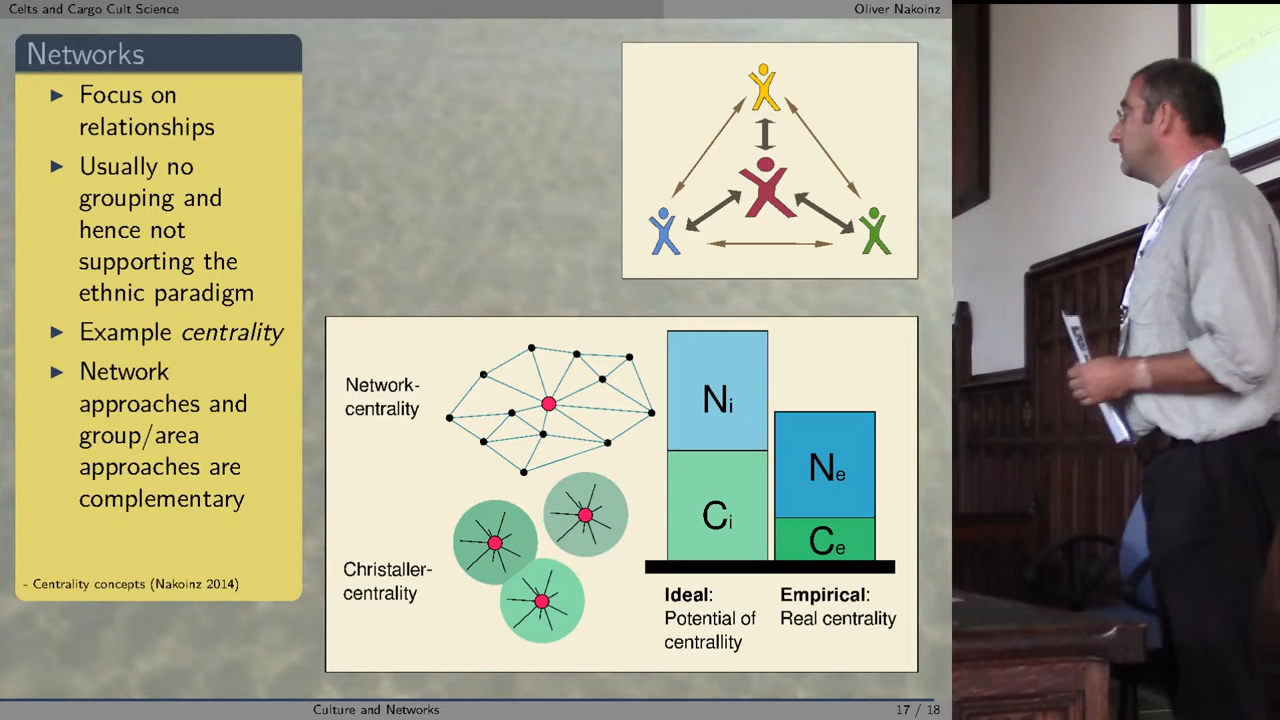 Celts and Cargo Cult Science
Oliver Nakoinz
Networks
Focus on
relationships
Usually no
grouping and
hence not
supporting the
ethnic paradigm
Example centrality
Network
approaches and
group/area
approaches are
complementary
- Centrality concepts (Nakoinz 2014)
Network-
centrality
Christaller-
centrality
Ni
Ci
Ne
Ce
Ideal:
Potential of
centrallity
Empirical:
Real centrality
Culture and Networks
17 / 18